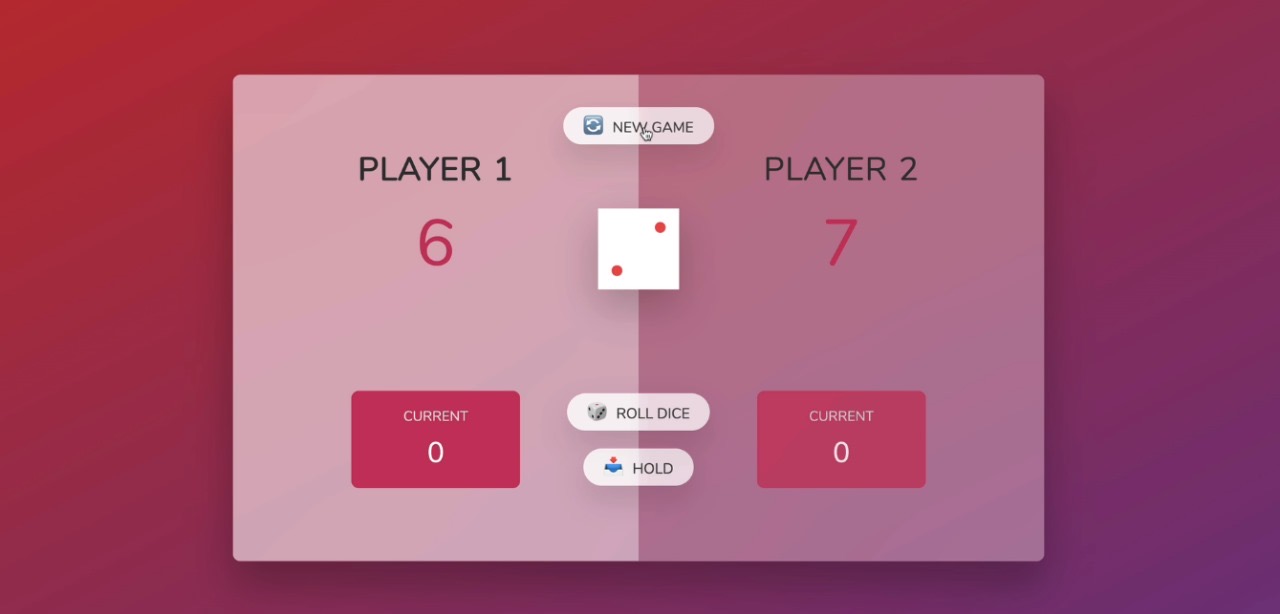 NEW GAME
PLAYER 1
6
PLAYER 2
7
CURRENT
0
ROLL DICE
HOLD
CURRENT
0